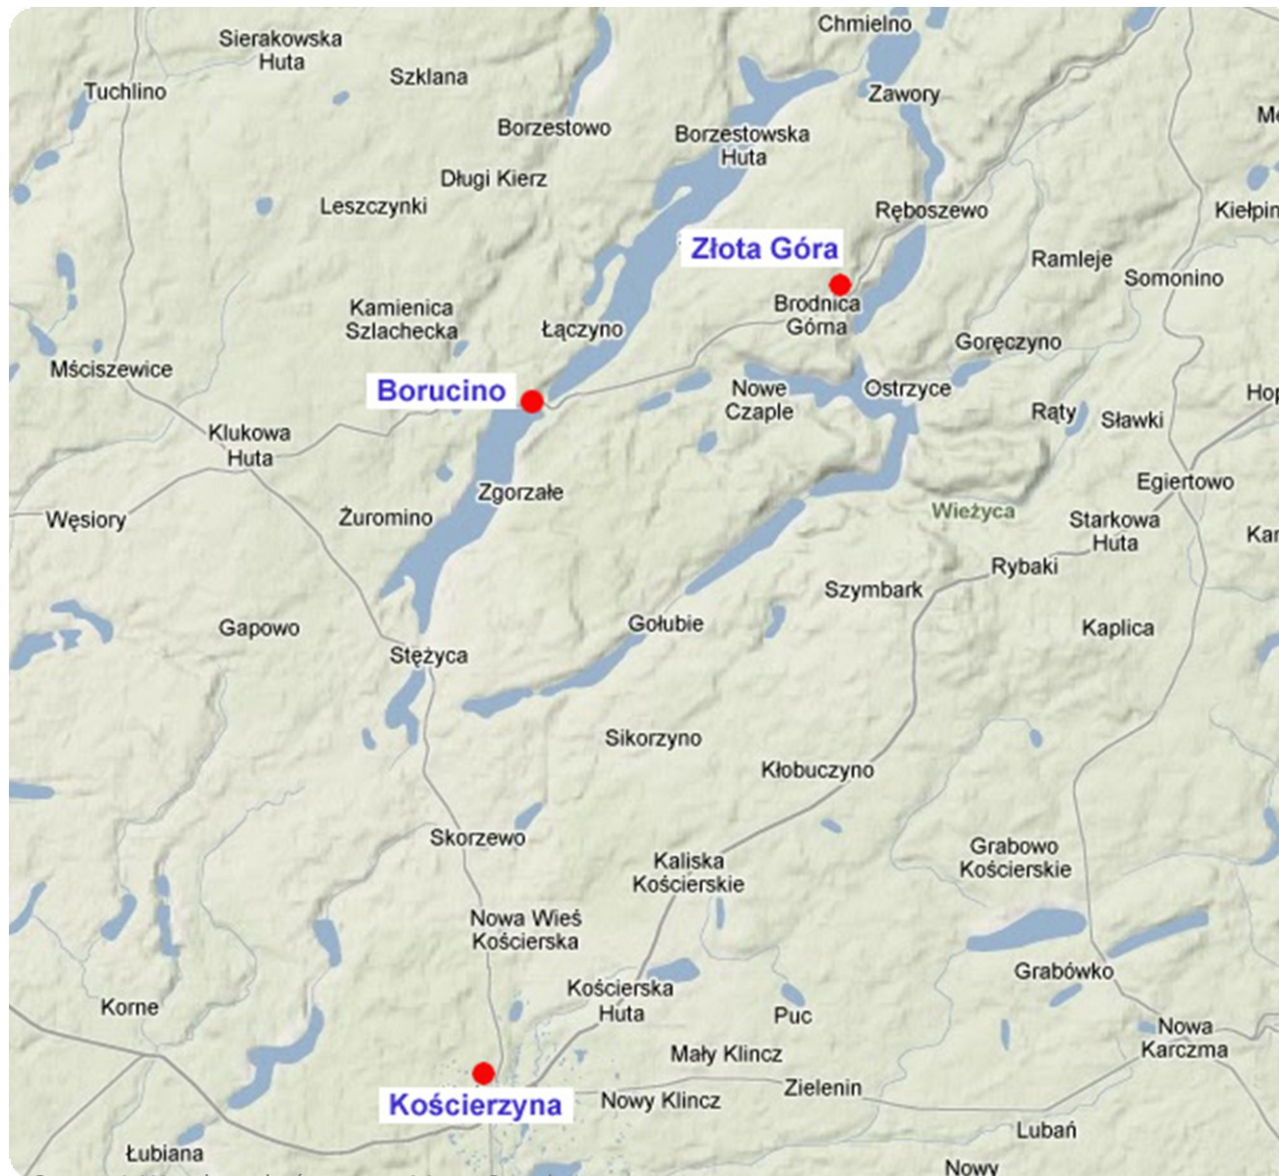 Chmielno
Sierakowska
Huta
Szklana
Tuchlino
Zawory
Borzestowo
Borzestowska
Huta
Długi Kierz
Leszczynki
Ręboszewo
Kiełpin
Złota Góra
Ramleje
Somonino
Kamienica
Szlachecka
Łączyno
Brodnica
Górna
Goręczyno
Mściszewice
Borucino
Nowe
Czaple
Ostrzyce
Rąty
Sławki
Klukowa
Huta
Egiertowo
Zgorzałe
Żuromino
Węsiory
Wieżyca
Starkowa
Huta
Rybaki
Szymbark
Gapowo
Gołubie
Kaplica
Stężyca
Sikorzyno
Kłobuczyno
Skorzewo
Grabowo
Kościerskie
Kaliska
Kościerskie
Nowa Wieś
Kościerska
Grabówko
Kościerska
Huta
Korne
Puc
Nowa
Karczma
Mały Klincz
Zielenin
Kościerzyna
Nowy Klincz
Lubań
Łubiana
Nowy